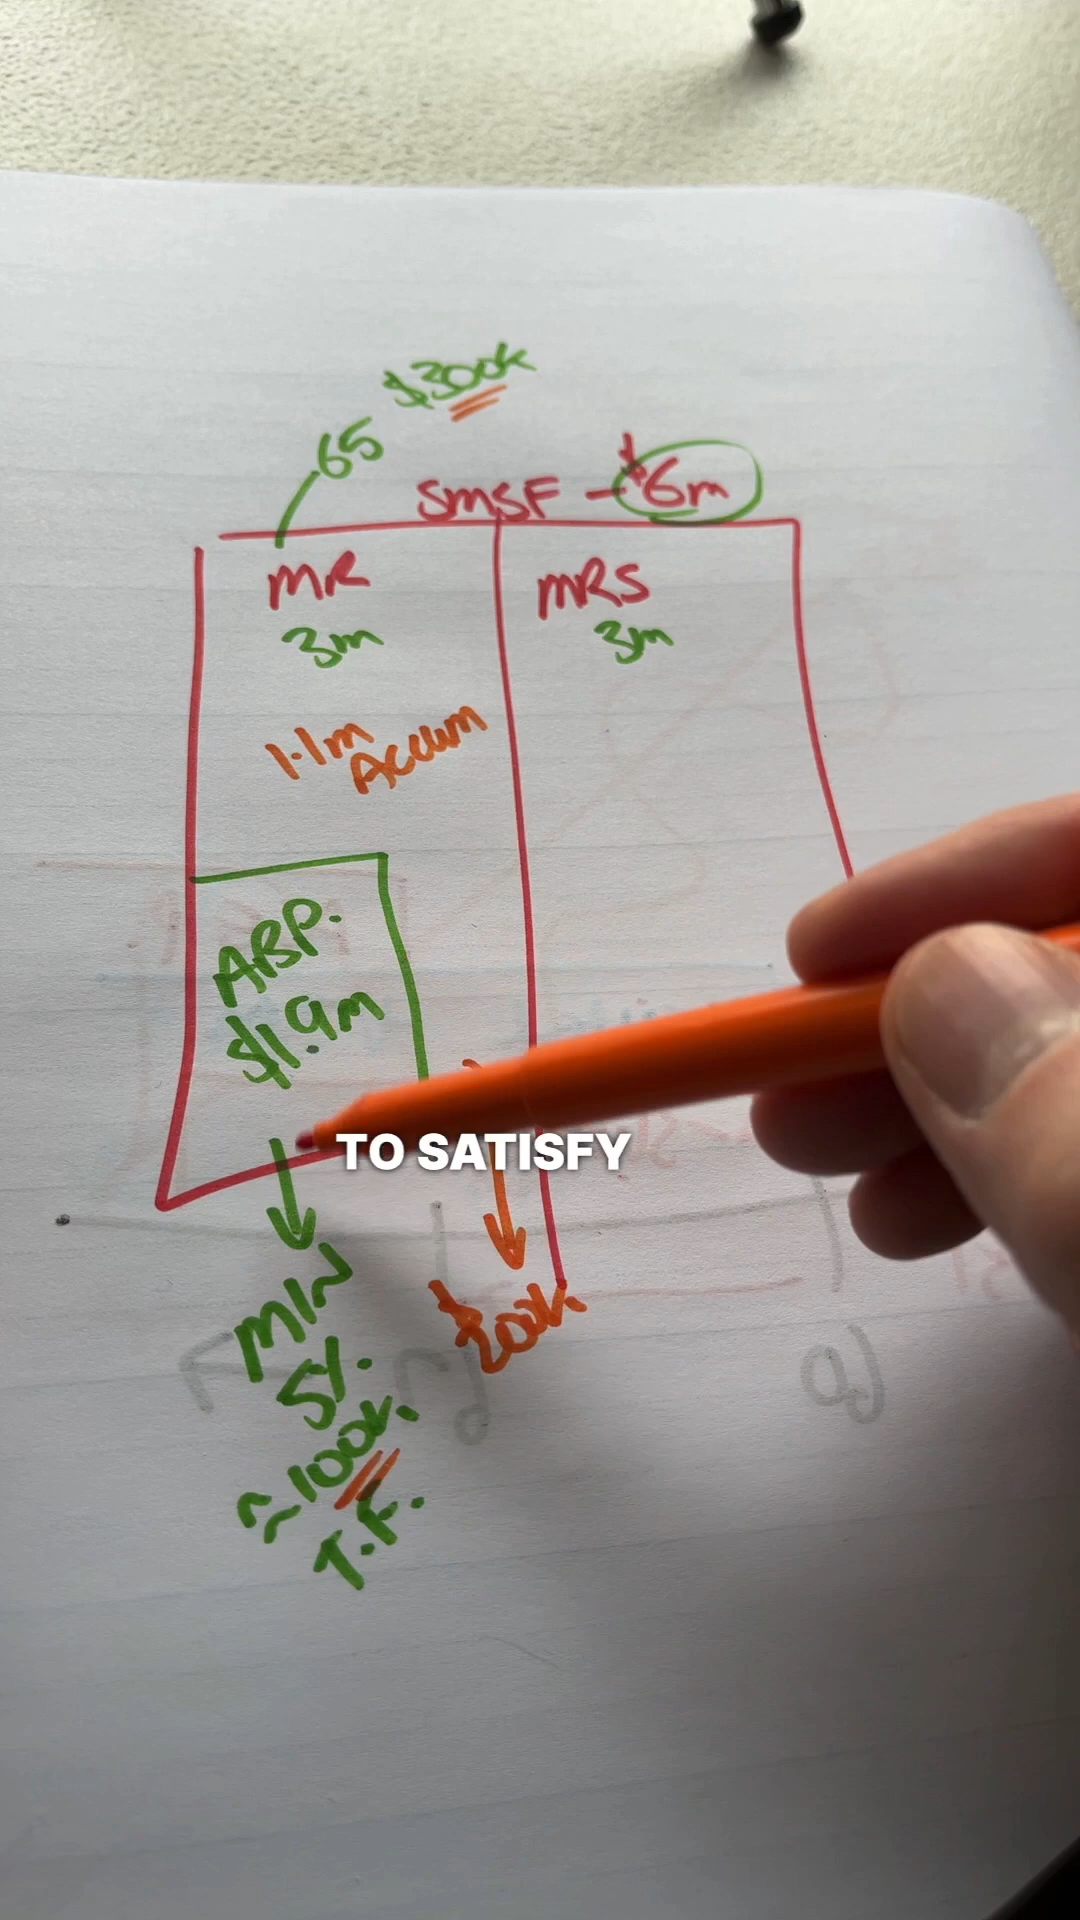 $300k
65
SMSF - $6m
MR
MRS
3m
3m
1.1m
Accum
ABP.
$1.9m
TO SATISFY
MIN
5%.
≈100k.
T.F.
$200k.